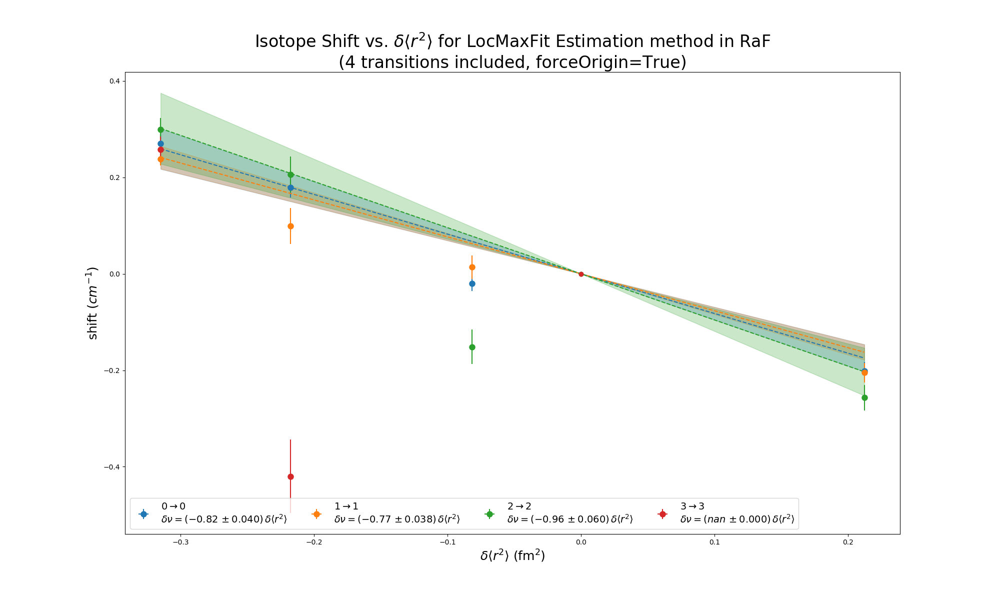 Isotope Shift vs. δ⟨r²⟩ for LocMaxFit Estimation method in RaF
(4 transitions included, forceOrigin=True)
0.4
0.2
0.0
−0.2
−0.4
shift (cm⁻¹)
0→0
δν = (−0.82 ± 0.040) δ⟨r²⟩
1→1
δν = (−0.77 ± 0.038) δ⟨r²⟩
2→2
δν = (−0.96 ± 0.060) δ⟨r²⟩
3→3
δν = (nan ± 0.000) δ⟨r²⟩
−0.3 −0.2 −0.1 0.0 0.1 0.2
δ⟨r²⟩ (fm²)